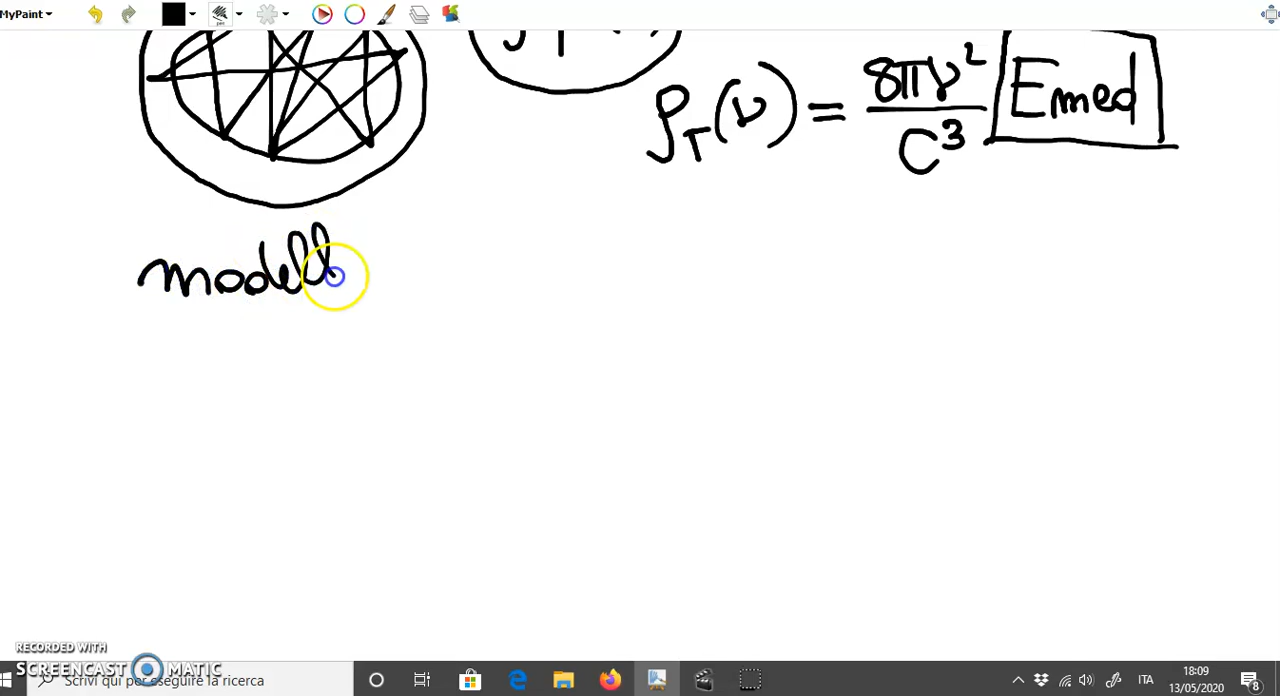 MyPaint
ρT(ν) = 8πν² / C³ Emed
modell
RECORDED WITH
SCREENCAST MATIC
Scrivi qui per eseguire la ricerca
ITA
18:09
13/05/2020
8